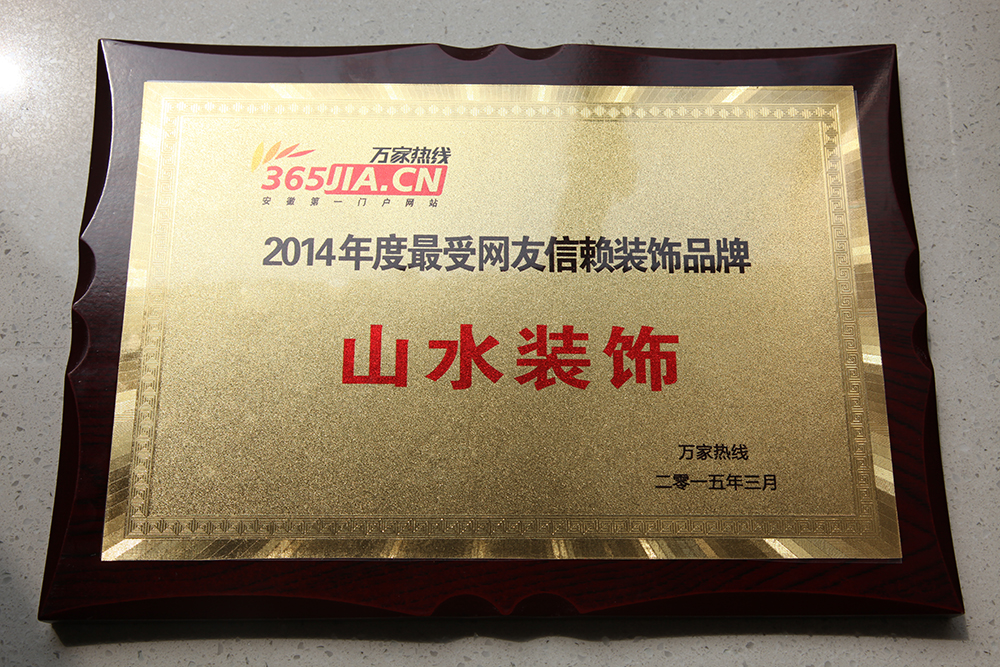 万家热线
365JIA.CN
安徽第一门户网站
2014年度最受网友信赖装饰品牌
山水装饰
万家热线
二零一五年三月